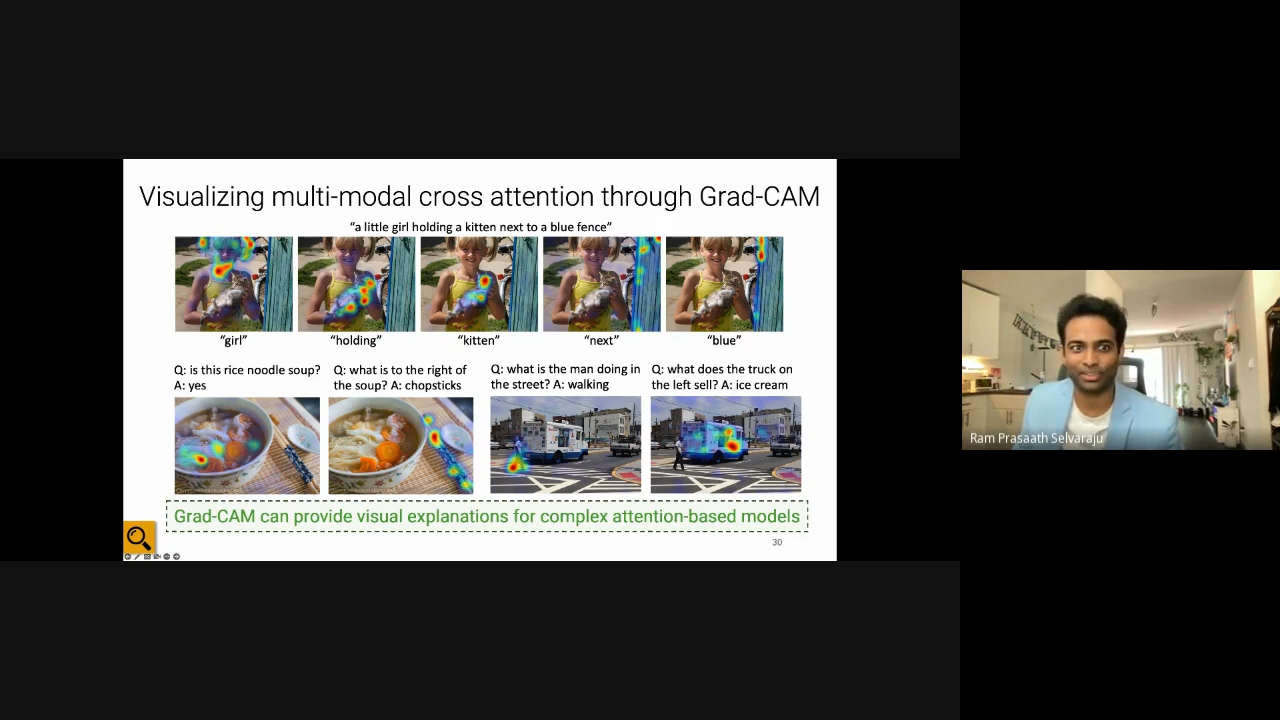 Visualizing multi-modal cross attention through Grad-CAM
“a little girl holding a kitten next to a blue fence”
“girl”
“holding”
“kitten”
“next”
“blue”
Q: is this rice noodle soup?
A: yes
Q: what is to the right of
the soup? A: chopsticks
Q: what is the man doing in
the street? A: walking
Q: what does the truck on
the left sell? A: ice cream
Grad-CAM can provide visual explanations for complex attention-based models
30
Ram Prasaath Selvaraju